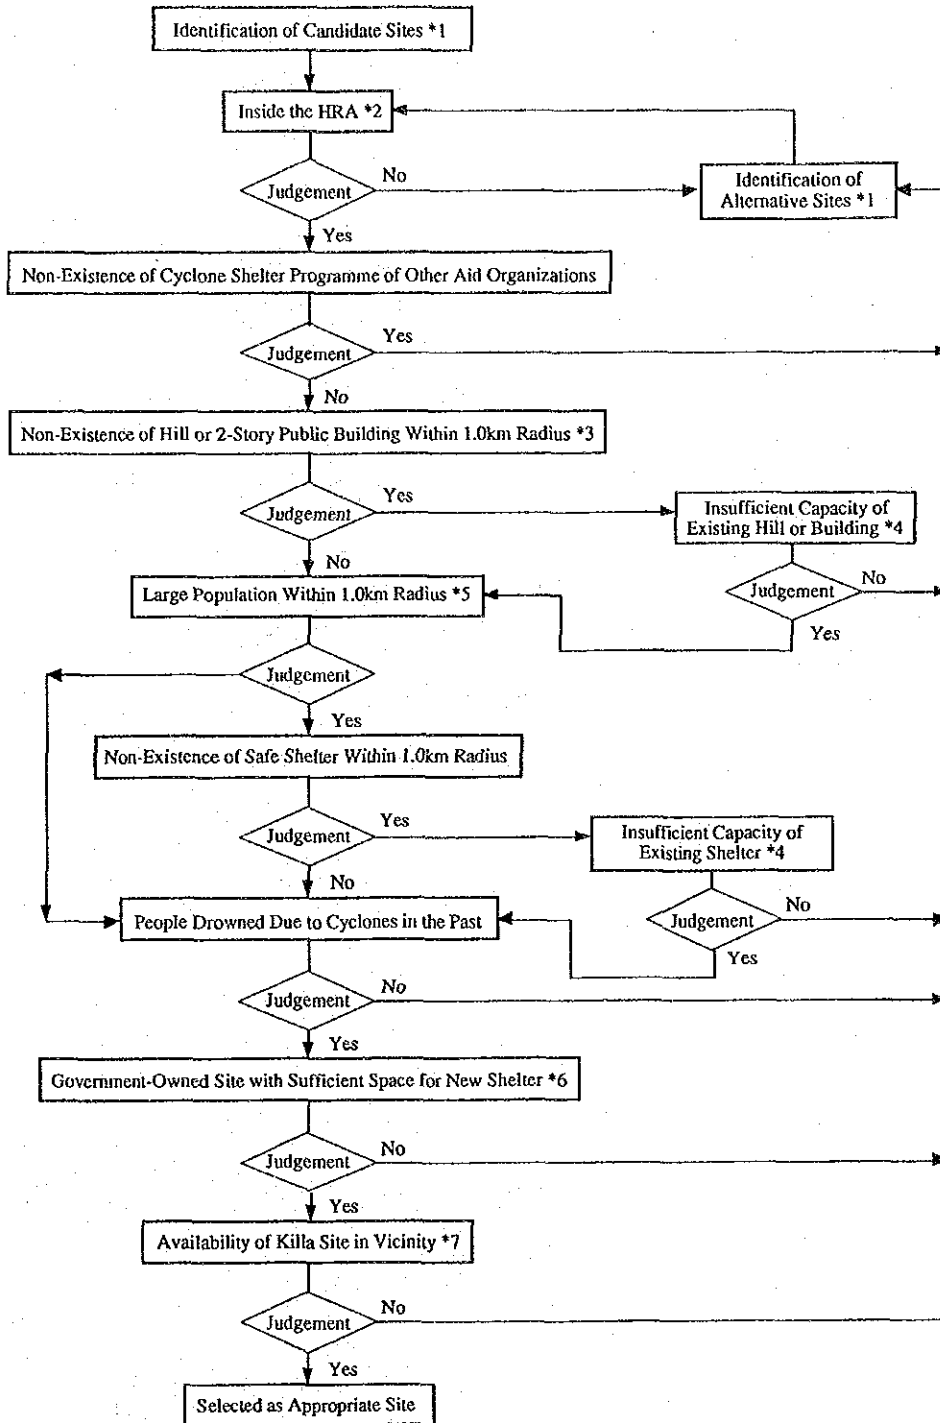 Identification of Candidate Sites *1
Inside the HRA *2
Judgement
No
Identification of
Alternative Sites *1
Yes
Non-Existence of Cyclone Shelter Programme of Other Aid Organizations
Judgement
Yes
No
Non-Existence of Hill or 2-Story Public Building Within 1.0km Radius *3
Judgement
Yes
Insufficient Capacity of
Existing Hill or Building *4
No
Judgement
No
Yes
Large Population Within 1.0km Radius *5
Judgement
Yes
Non-Existence of Safe Shelter Within 1.0km Radius
Judgement
Yes
Insufficient Capacity of
Existing Shelter *4
No
Judgement
No
Yes
People Drowned Due to Cyclones in the Past
Judgement
No
Yes
Government-Owned Site with Sufficient Space for New Shelter *6
Judgement
No
Yes
Availability of Killa Site in Vicinity *7
Judgement
No
Yes
Selected as Appropriate Site